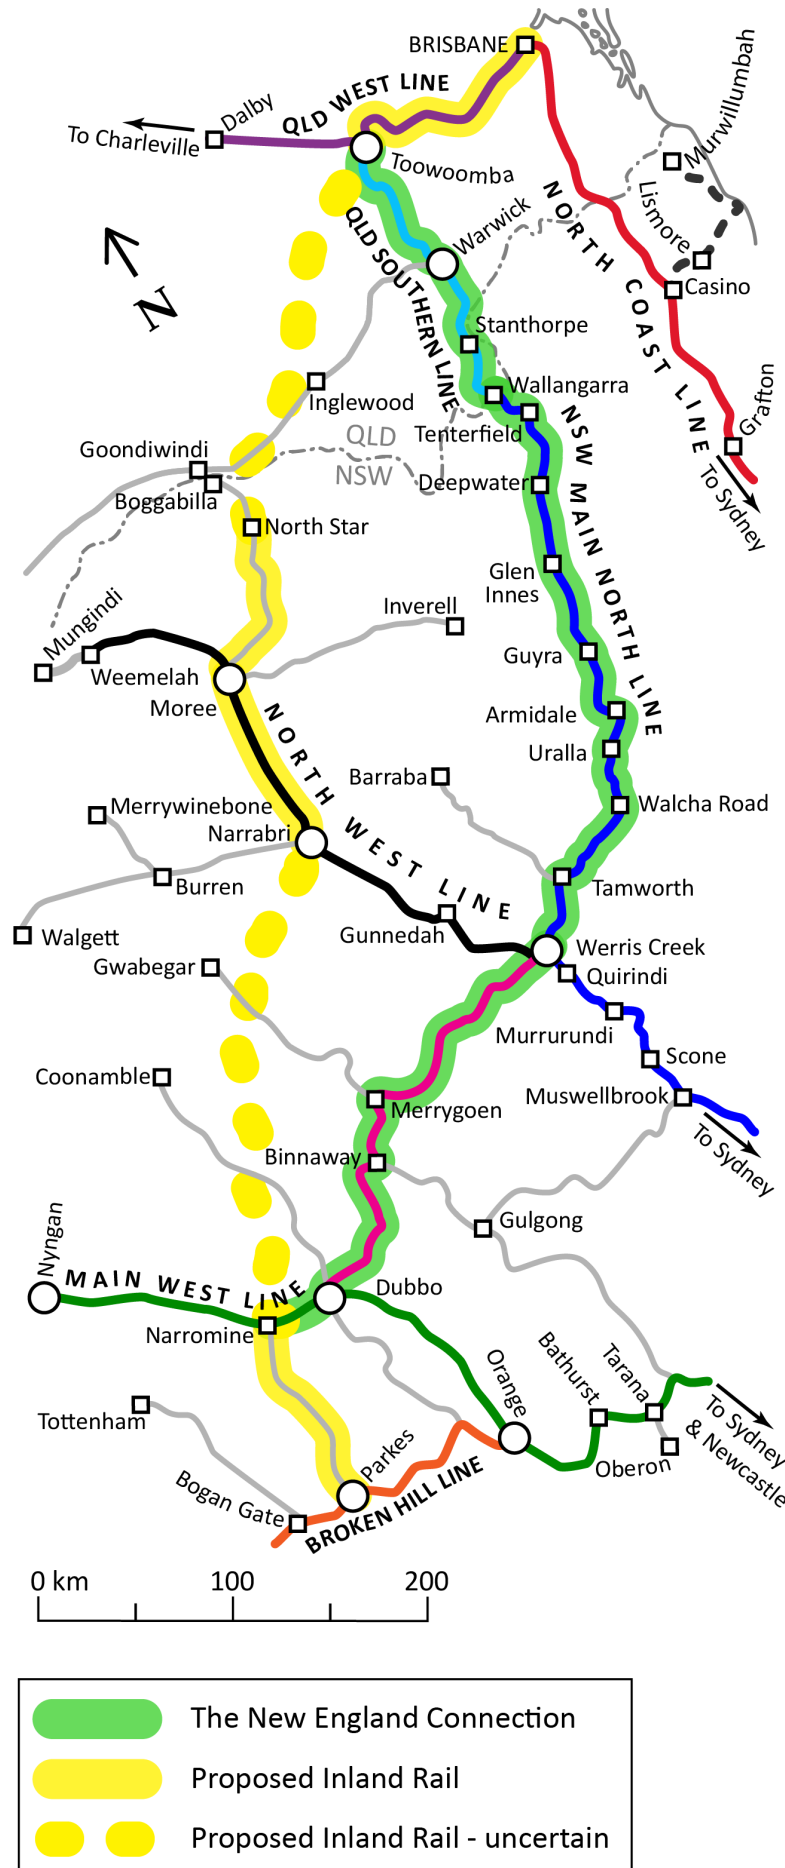 BRISBANE
QLD WEST LINE
Dalby
To Charleville
Murwillumbah
Toowoomba
Lismore
Warwick
QLD SOUTHERN LINE
NORTH COAST LINE
Casino
N
Stanthorpe
Inglewood
Wallangarra
Grafton
Tenterfield
QLD
NSW
Goondiwindi
Boggabilla
To Sydney
NSW MAIN NORTH LINE
Deepwater
North Star
Glen
Innes
Inverell
Mungindi
Weemelah
Guyra
Moree
Armidale
NORTH WEST LINE
Uralla
Barraba
Walcha Road
Merrywinebone
Narrabri
Burren
Tamworth
Walgett
Gunnedah
Werris Creek
Quirindi
Gwabegar
Murrurundi
Scone
Coonamble
Muswellbrook
Merrygoen
To Sydney
Binnaway
Gulgong
Nyngan
MAIN WEST LINE
Dubbo
Narromine
Orange
Bathurst
Tarana
To Sydney
& Newcastle
Tottenham
Parkes
Oberon
Bogan Gate
BROKEN HILL LINE
0 km 100 200
The New England Connection
Proposed Inland Rail
Proposed Inland Rail - uncertain